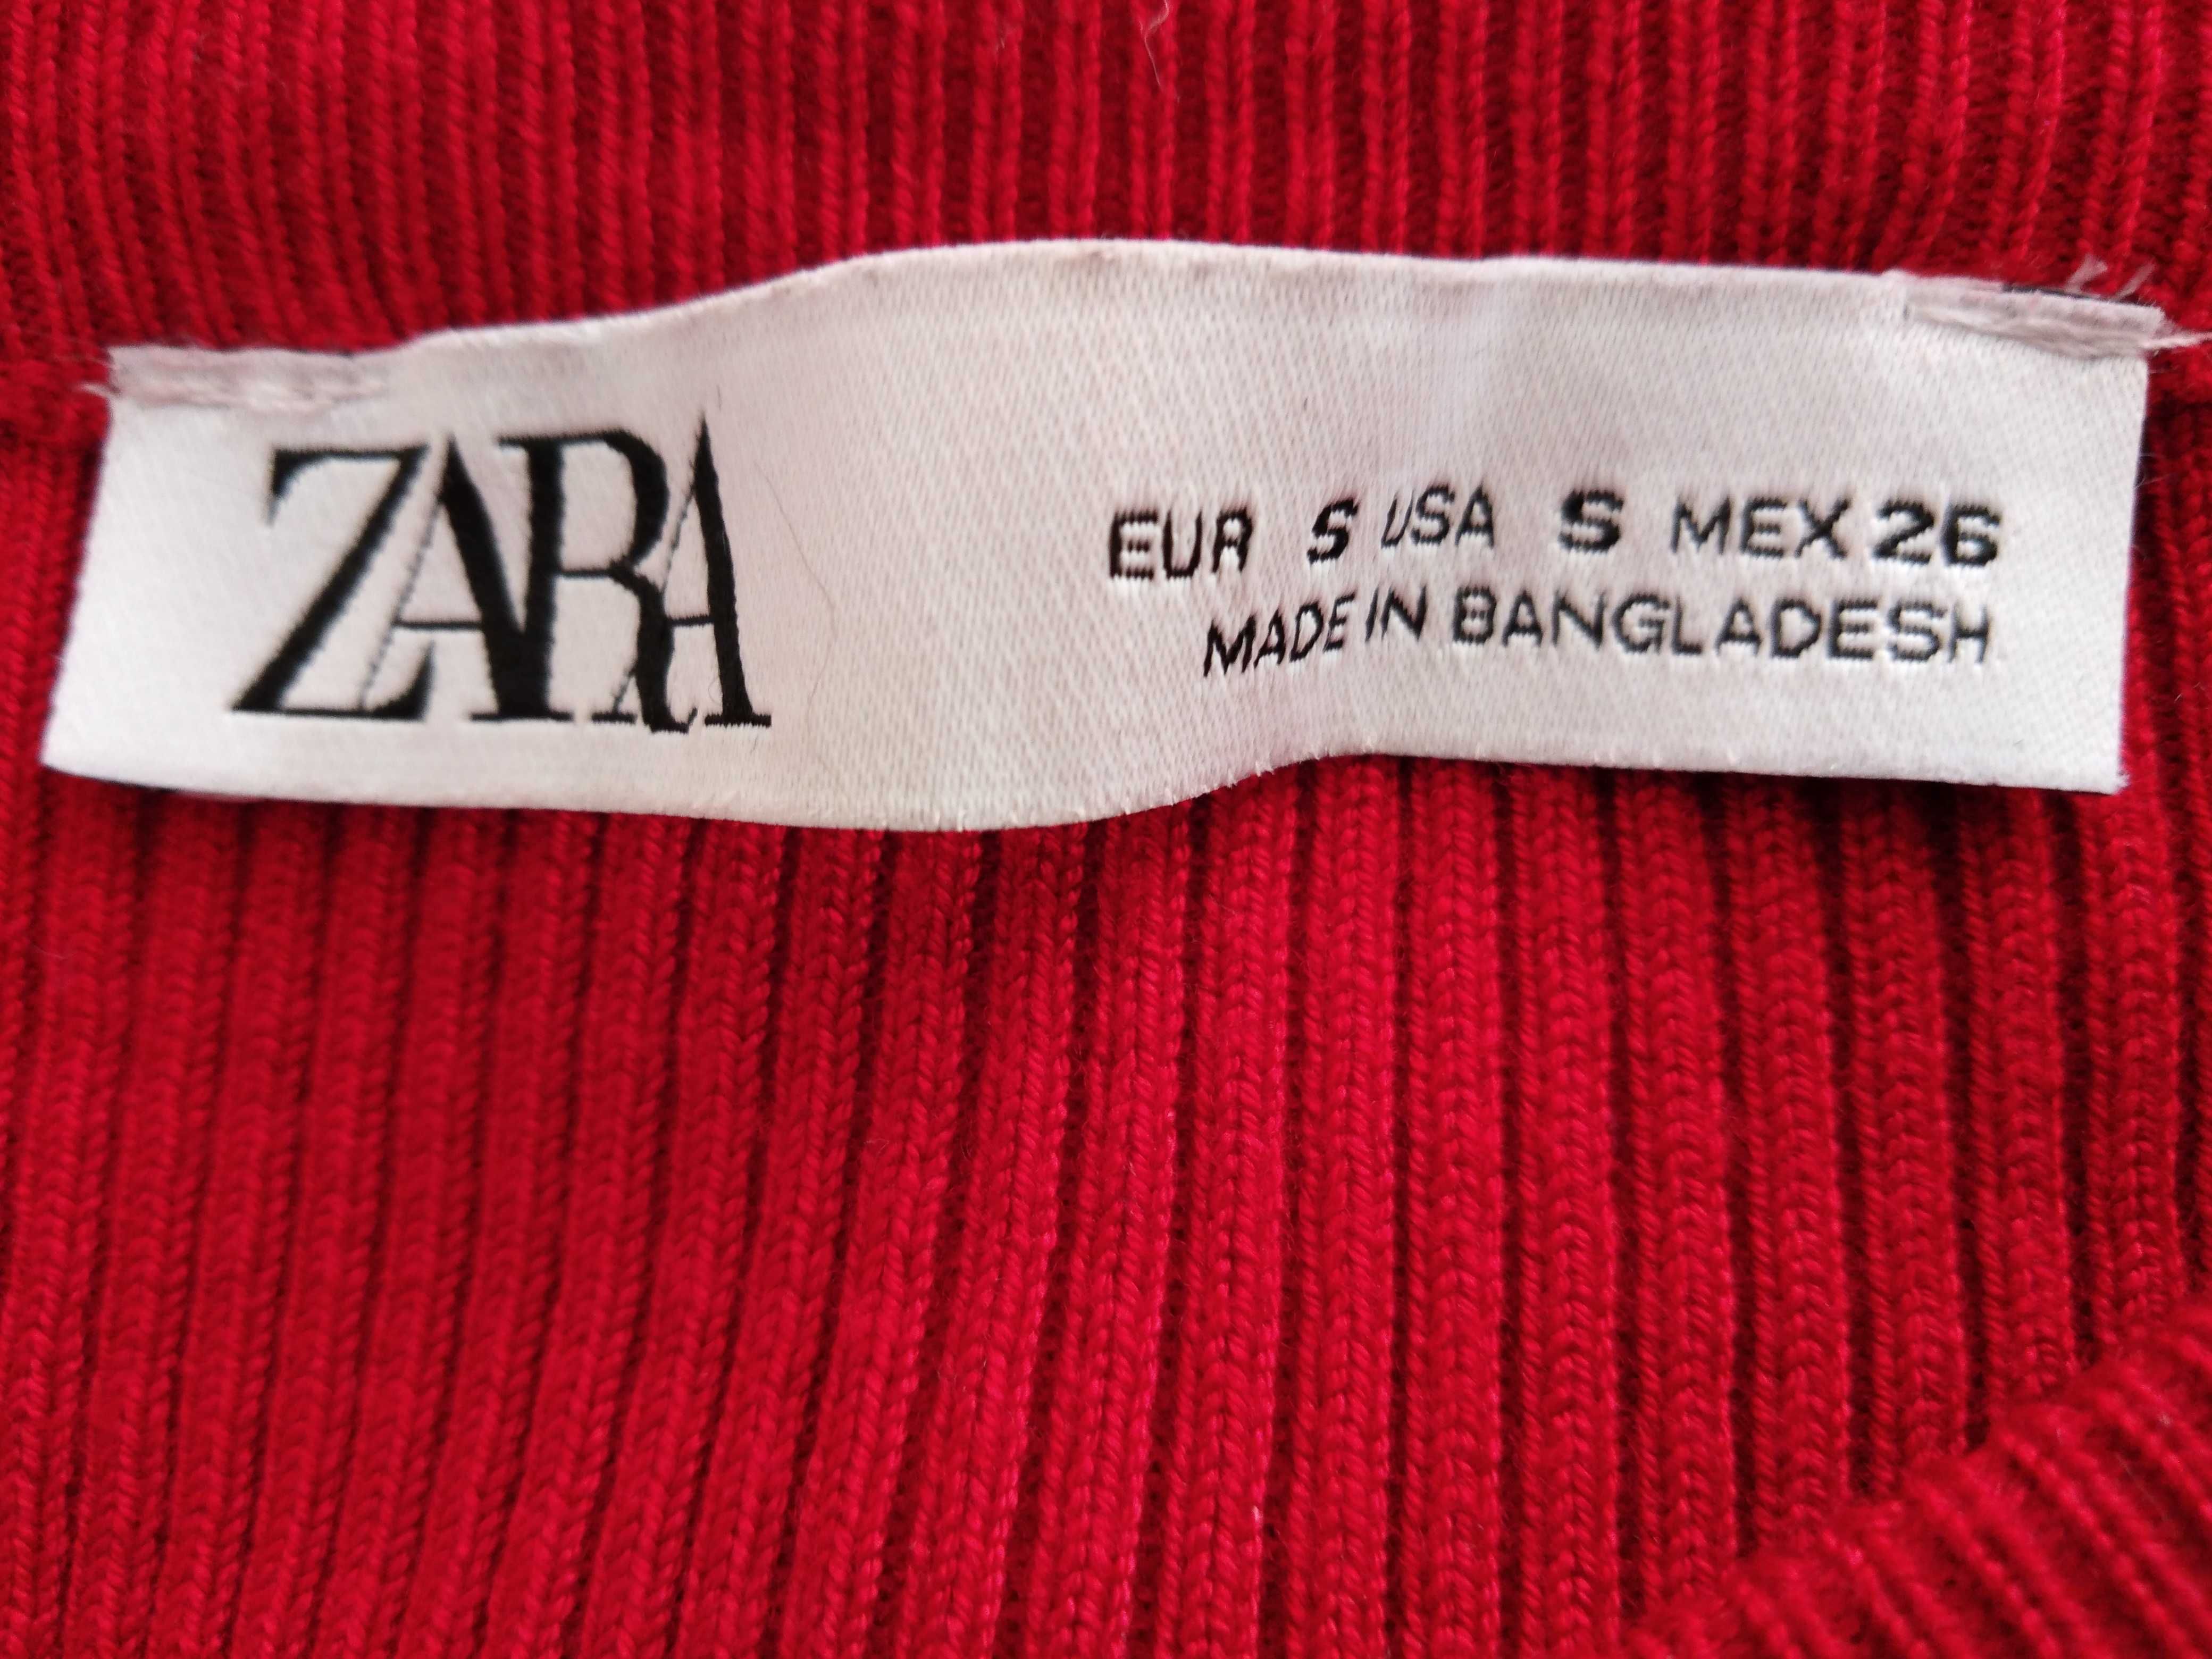 ZARA
EUR S USA S MEX 26
MADE IN BANGLADESH